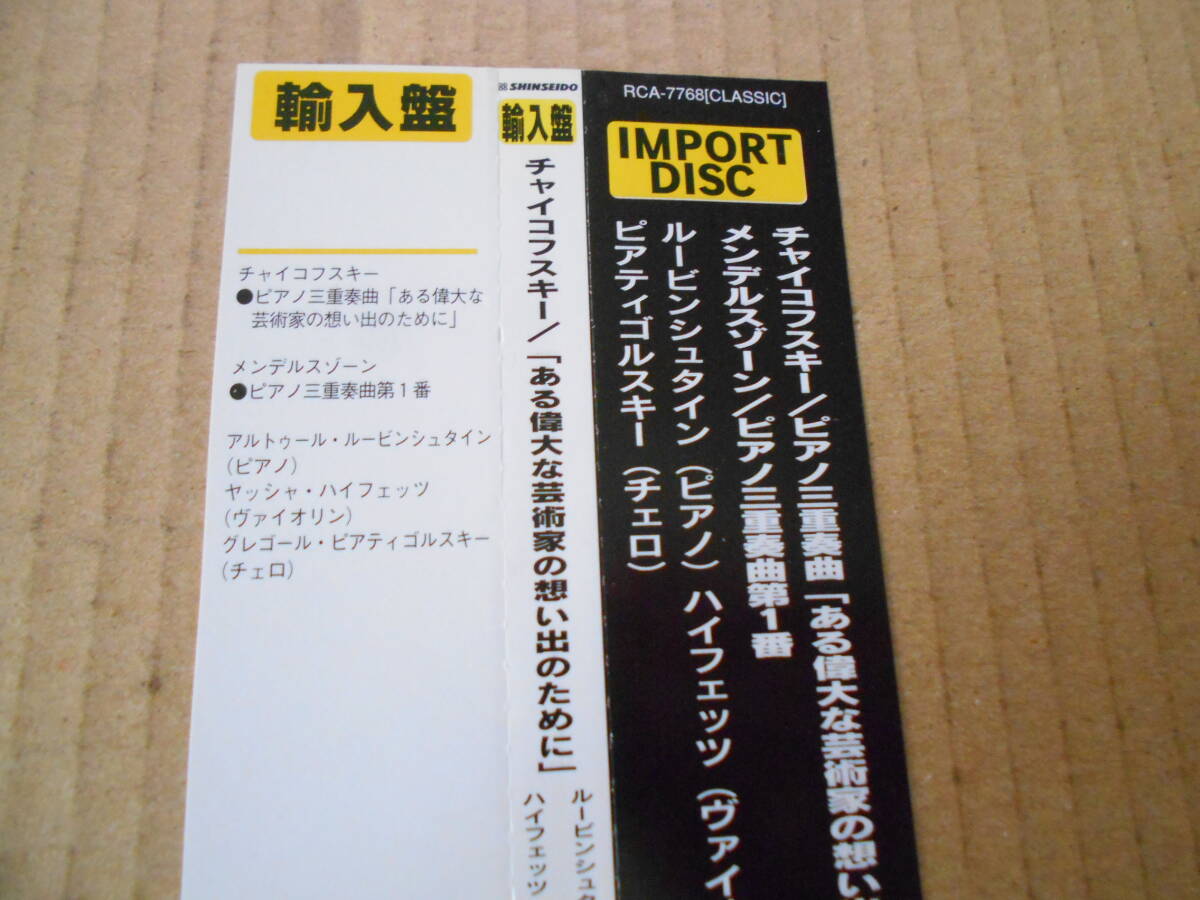 輸入盤
チャイコフスキー
●ピアノ三重奏曲「ある偉大な
芸術家の想い出のために」
メンデルスゾーン
●ピアノ三重奏曲第1番
アルトゥール・ルービンシュタイン
(ピアノ)
ヤッシャ・ハイフェッツ
(ヴァイオリン)
グレゴール・ピアティゴルスキー
(チェロ)
88 SHINSEIDO
輸入盤
チャイコフスキー/「ある偉大な芸術家の想い出のために」
ルービンシュタ
ハイフェッツ
RCA-7768[CLASSIC]
IMPORT
DISC
チャイコフスキー/ピアノ三重奏曲「ある偉大な芸術家の想い
メンデルスゾーン/ピアノ三重奏曲第1番
ルービンシュタイン(ピアノ)ハイフェッツ(ヴァイ
ピアティゴルスキー(チェロ)